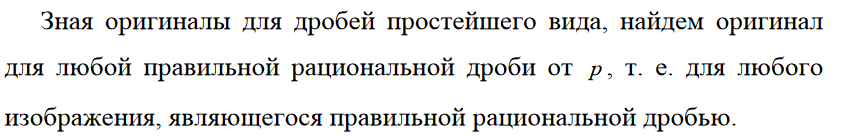 Зная оригиналы для дробей простейшего вида, найдем оригинал
для любой правильной рациональной дроби от p, т. е. для любого
изображения, являющегося правильной рациональной дробью.